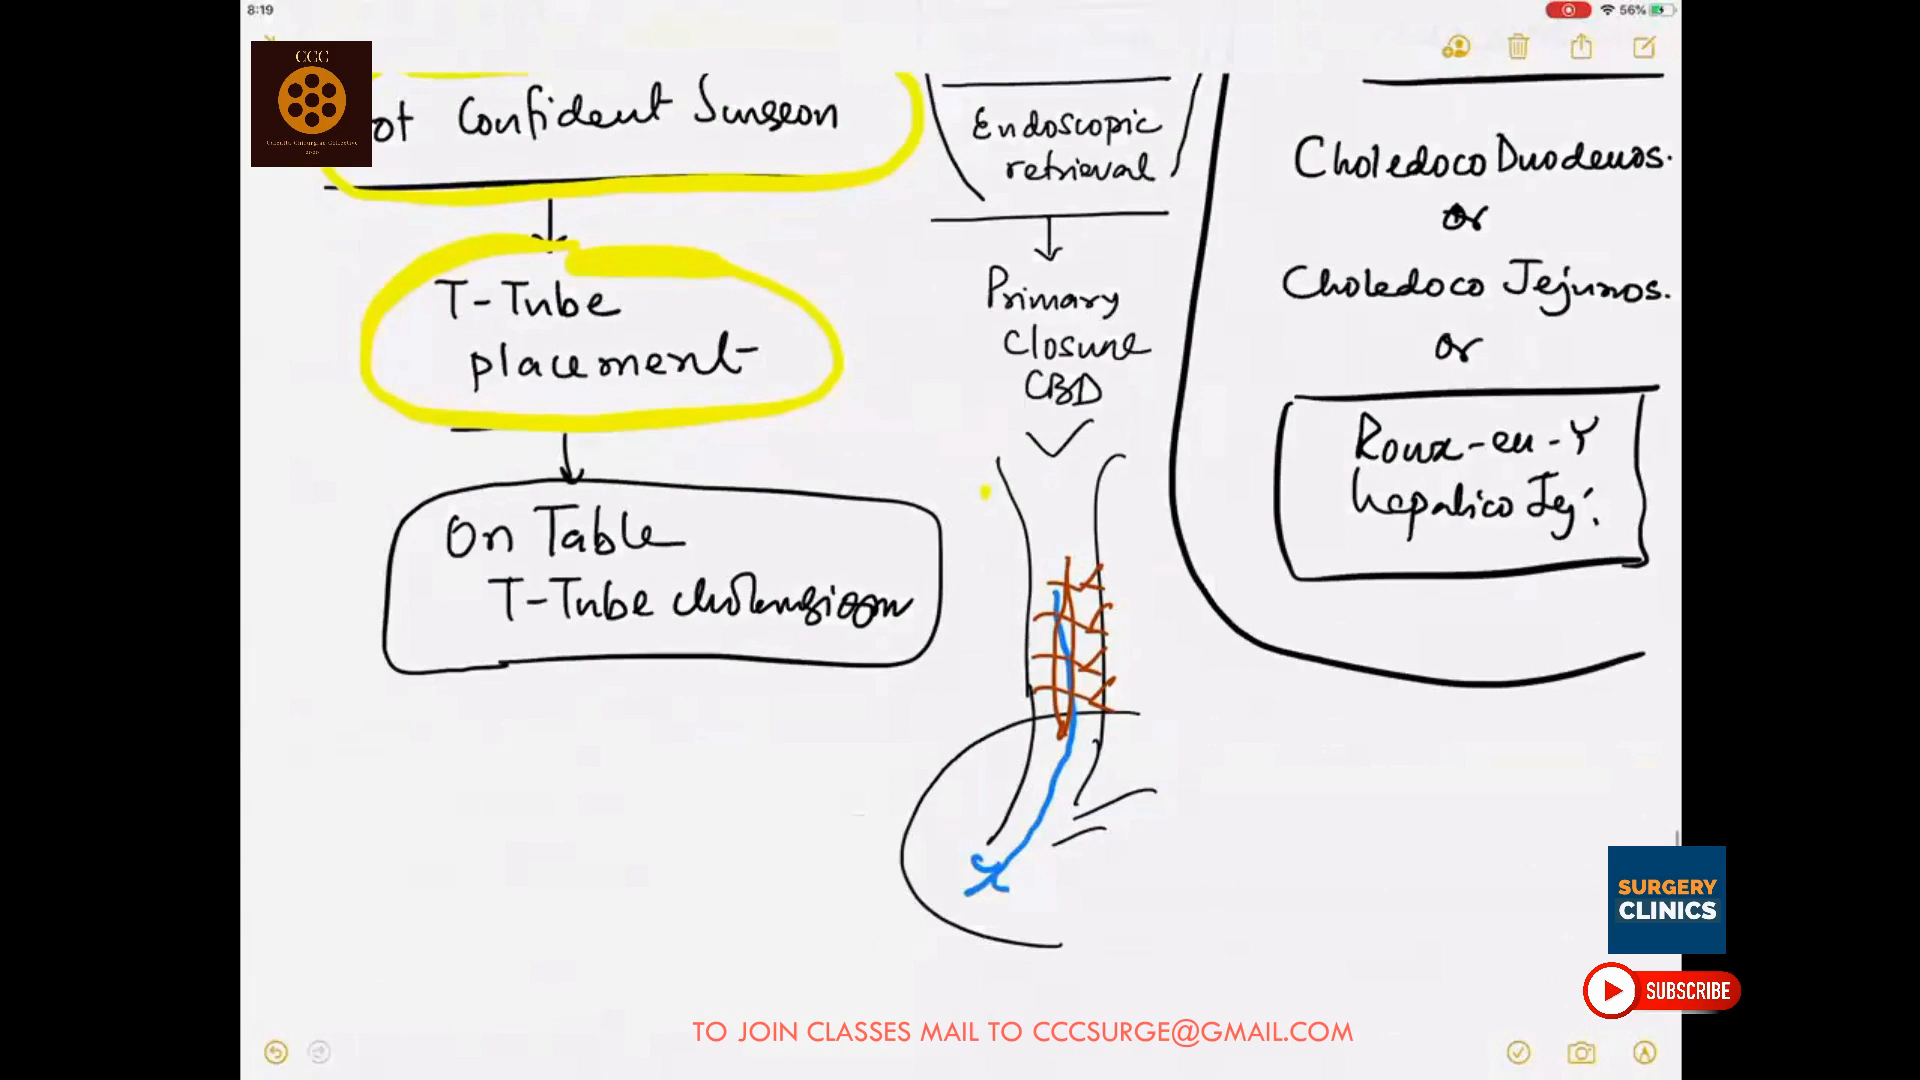 8:19
56%
CCC
2020
ot Confident Surgeon
T-Tube
placement
On Table
T-Tube
Endoscopic
retrieval
Primary
Closure
CBD
Choledoco Duodenos.
or
Choledoco Jejunos.
or
Roux-en-Y
hepatico Jej.
SURGERY
CLINICS
SUBSCRIBE
TO JOIN CLASSES MAIL TO CCCSURGE@GMAIL.COM